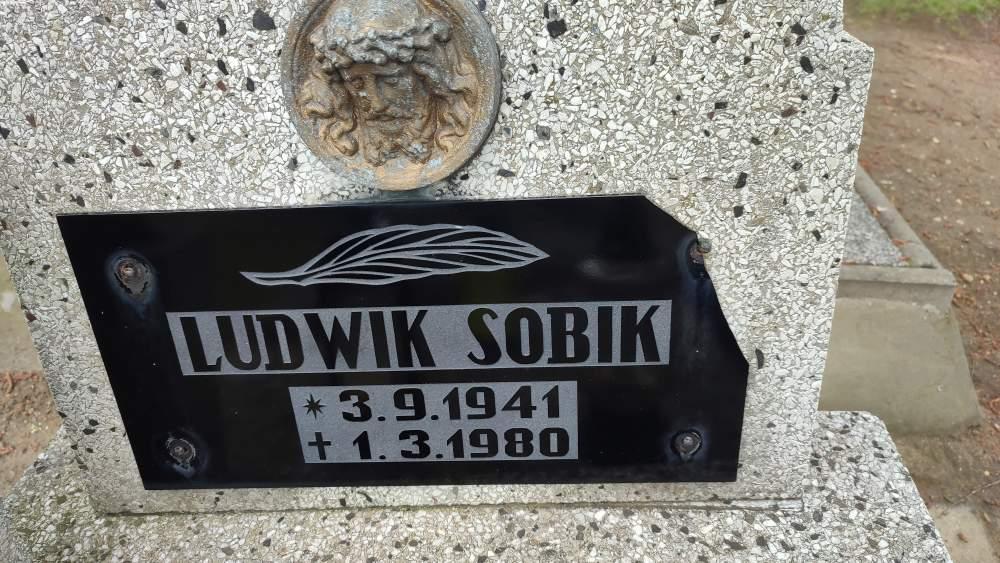 LUDWIK SOBIK
* 3.9.1941
† 1.3.1980